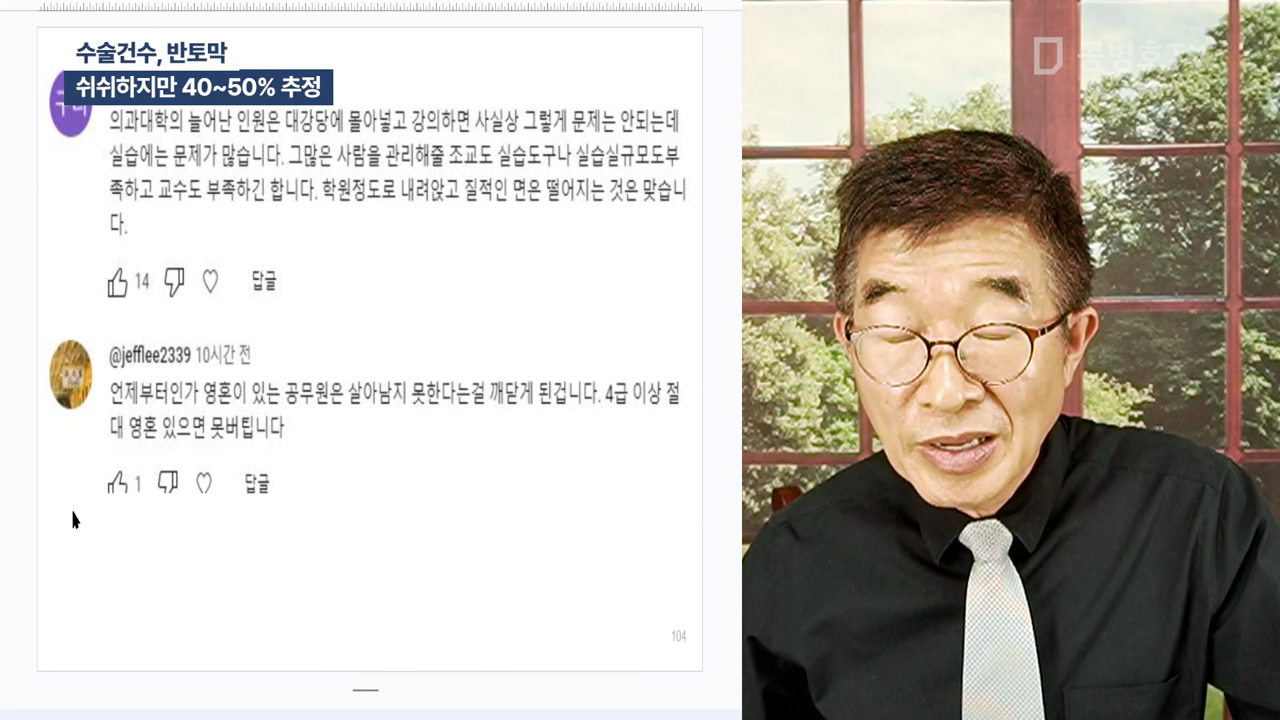 수술건수, 반토막
쉬쉬하지만 40~50% 추정
의과대학의 늘어난 인원은 대강당에 몰아넣고 강의하면 사실상 그렇게 문제는 안되는데
실습에는 문제가 많습니다. 그많은 사람을 관리해줄 조교도 실습도구나 실습실규모도부
족하고 교수도 부족하긴 합니다. 학원정도로 내려앉고 질적인 면은 떨어지는 것은 맞습니
다.
14 답글
@jefflee2339 10시간 전
언제부터인가 영혼이 있는 공무원은 살아남지 못한다는걸 깨닫게 된겁니다. 4급 이상 절
대 영혼 있으면 못버팁니다
1 답글
104